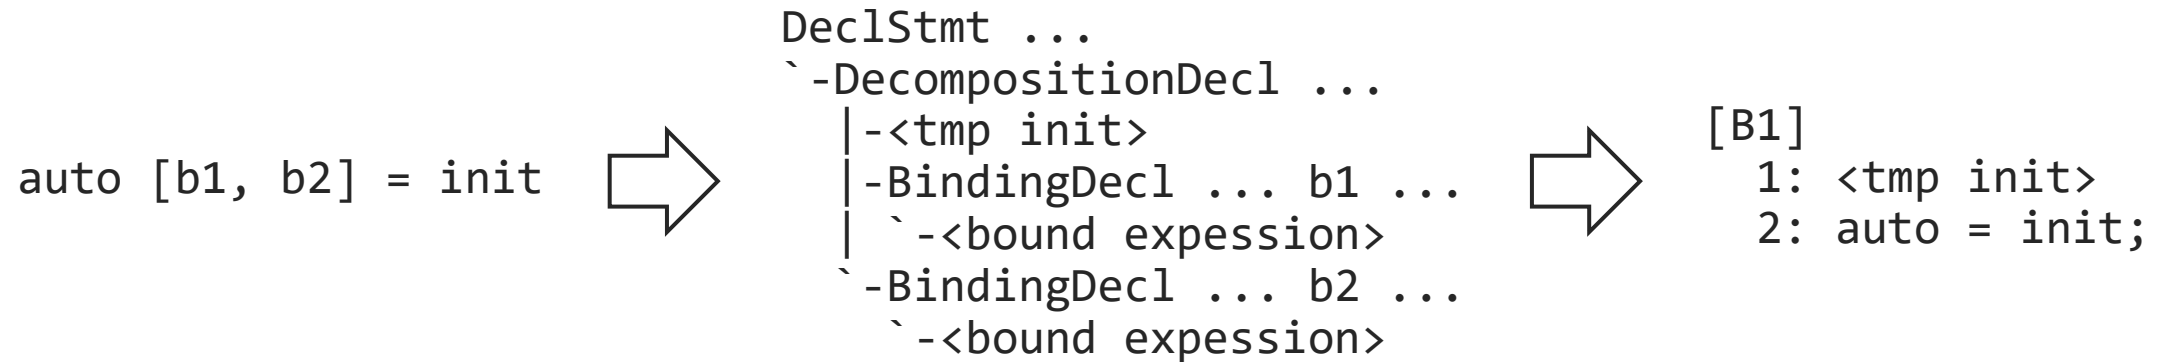 auto [b1, b2] = init
DeclStmt ...
`-DecompositionDecl ...
  |-<tmp init>
  |-BindingDecl ... b1 ...
  | `-<bound expession>
  `-BindingDecl ... b2 ...
    `-<bound expession>
[B1]
  1: <tmp init>
  2: auto = init;